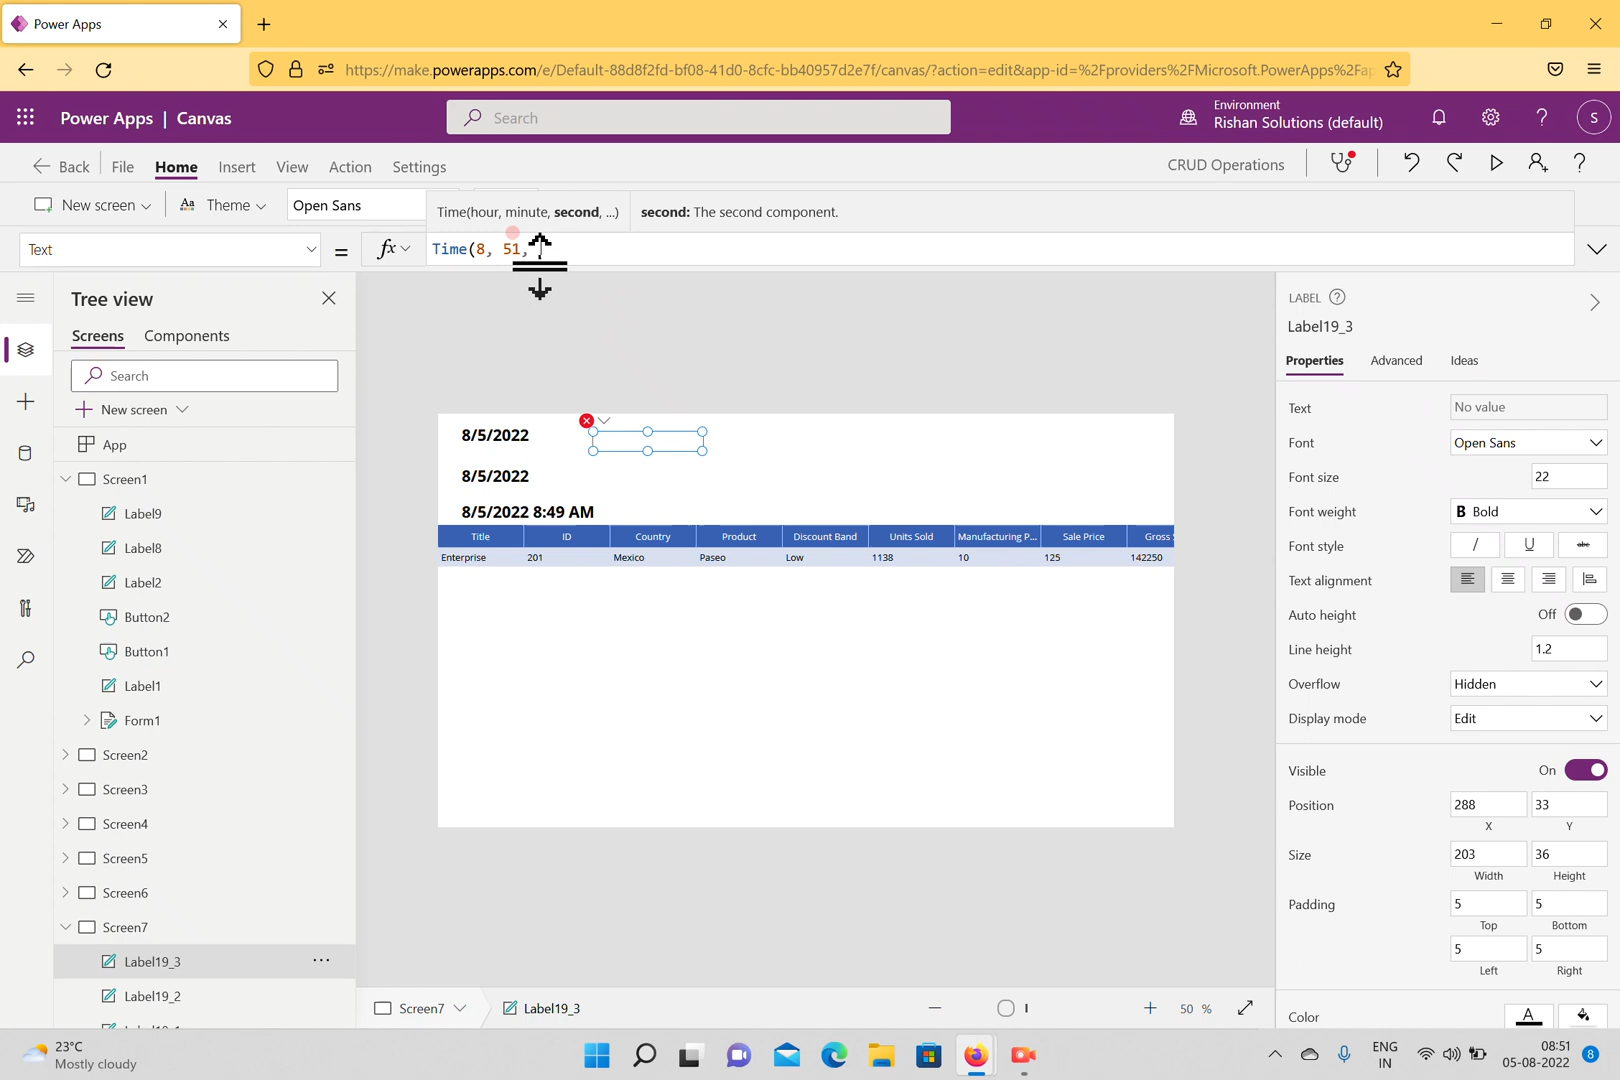 Power Apps
https://make.powerapps.com/e/Default-88d8f2fd-bf08-41d0-8cfc-bb40957d2e7f/canvas/?action=edit&app-id=%2Fproviders%2FMicrosoft.PowerApps%2Fap
Power Apps | Canvas
Search
Environment
Rishan Solutions (default)
S
Back
File
Home
Insert
View
Action
Settings
CRUD Operations
New screen
Theme
Open Sans
Time(hour, minute, second, ...)
second: The second component.
Text
=
fx
Time(8, 51,
Tree view
Screens
Components
Search
New screen
App
Screen1
Label9
Label8
Label2
Button2
Button1
Label1
Form1
Screen2
Screen3
Screen4
Screen5
Screen6
Screen7
Label19_3
Label19_2
8/5/2022
8/5/2022
8/5/2022 8:49 AM
Title ID Country Product Discount Band Units Sold Manufacturing P... Sale Price Gross
Enterprise 201 Mexico Paseo Low 1138 10 125 142250
Screen7
Label19_3
50 %
LABEL
Label19_3
Properties
Advanced
Ideas
Text
No value
Font
Open Sans
Font size
22
Font weight
B Bold
Font style
/ U abc
Text alignment
Auto height
Off
Line height
1.2
Overflow
Hidden
Display mode
Edit
Visible
On
Position
288 33
X Y
Size
203 36
Width Height
Padding
5 5
Top Bottom
5 5
Left Right
Color
A
23°C
Mostly cloudy
ENG
IN
08:51
05-08-2022
8